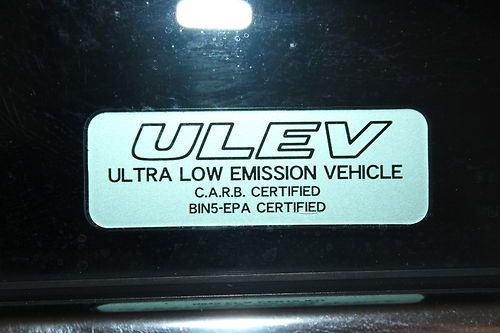 ULEV
ULTRA LOW EMISSION VEHICLE
C.A.R.B. CERTIFIED
BIN5-EPA CERTIFIED